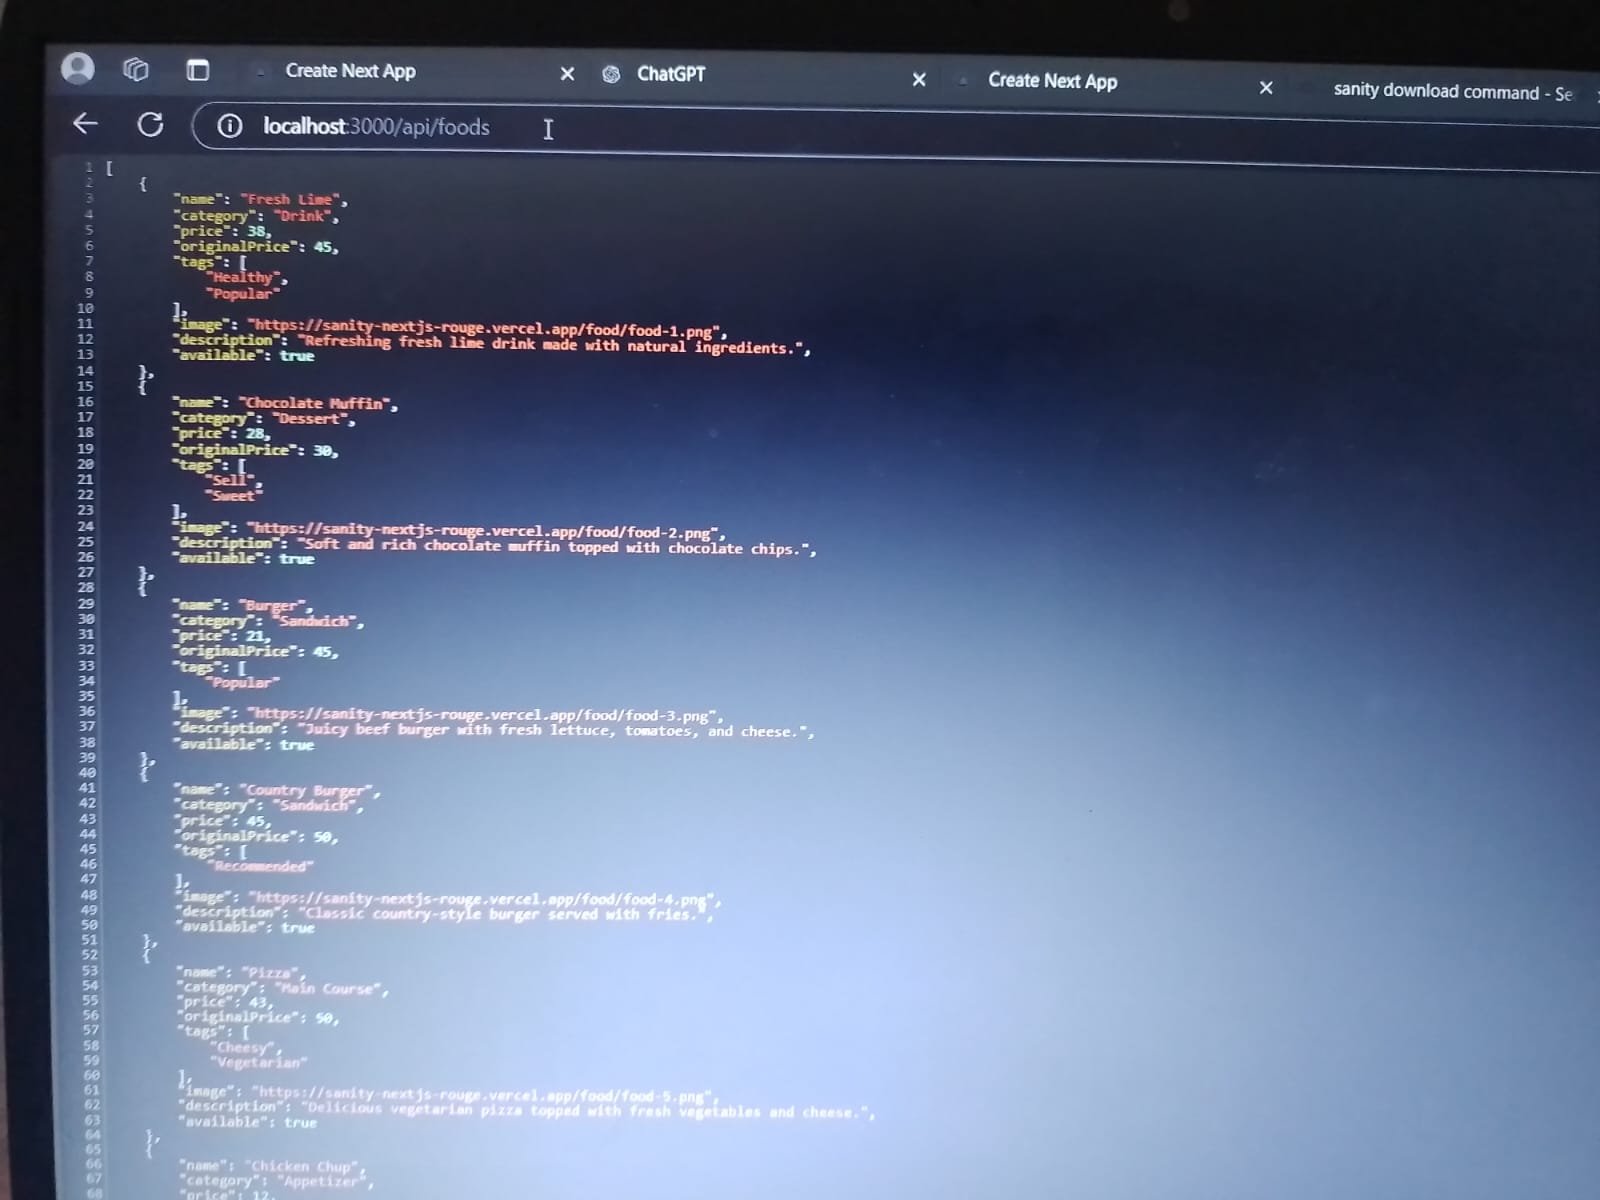 Create Next App
ChatGPT
Create Next App
sanity download command - Se
localhost:3000/api/foods
1 [
2 {
3 "name": "Fresh Lime",
4 "category": "Drink",
5 "price": 38,
6 "originalPrice": 45,
7 "tags": [
8 "Healthy",
9 "Popular"
10 ],
11 "image": "https://sanity-nextjs-rouge.vercel.app/food/food-1.png",
12 "description": "Refreshing fresh lime drink made with natural ingredients.",
13 "available": true
14 },
15 {
16 "name": "Chocolate Muffin",
17 "category": "Dessert",
18 "price": 28,
19 "originalPrice": 30,
20 "tags": [
21 "Sell",
22 "Sweet"
23 ],
24 "image": "https://sanity-nextjs-rouge.vercel.app/food/food-2.png",
25 "description": "Soft and rich chocolate muffin topped with chocolate chips.",
26 "available": true
27 },
28 {
29 "name": "Burger",
30 "category": "Sandwich",
31 "price": 21,
32 "originalPrice": 45,
33 "tags": [
34 "Popular"
35 ],
36 "image": "https://sanity-nextjs-rouge.vercel.app/food/food-3.png",
37 "description": "Juicy beef burger with fresh lettuce, tomatoes, and cheese.",
38 "available": true
39 },
40 {
41 "name": "Country Burger",
42 "category": "Sandwich",
43 "price": 45,
44 "originalPrice": 50,
45 "tags": [
46 "Recommended"
47 ],
48 "image": "https://sanity-nextjs-rouge.vercel.app/food/food-4.png",
49 "description": "Classic country-style burger served with fries.",
50 "available": true
51 },
52 {
53 "name": "Pizza",
54 "category": "Main Course",
55 "price": 43,
56 "originalPrice": 50,
57 "tags": [
58 "Cheesy",
59 "Vegetarian"
60 ],
61 "image": "https://sanity-nextjs-rouge.vercel.app/food/food-5.png",
62 "description": "Delicious vegetarian pizza topped with fresh vegetables and cheese.",
63 "available": true
64 },
65 {
66 "name": "Chicken Chup",
67 "category": "Appetizer",
68 "price": 12,